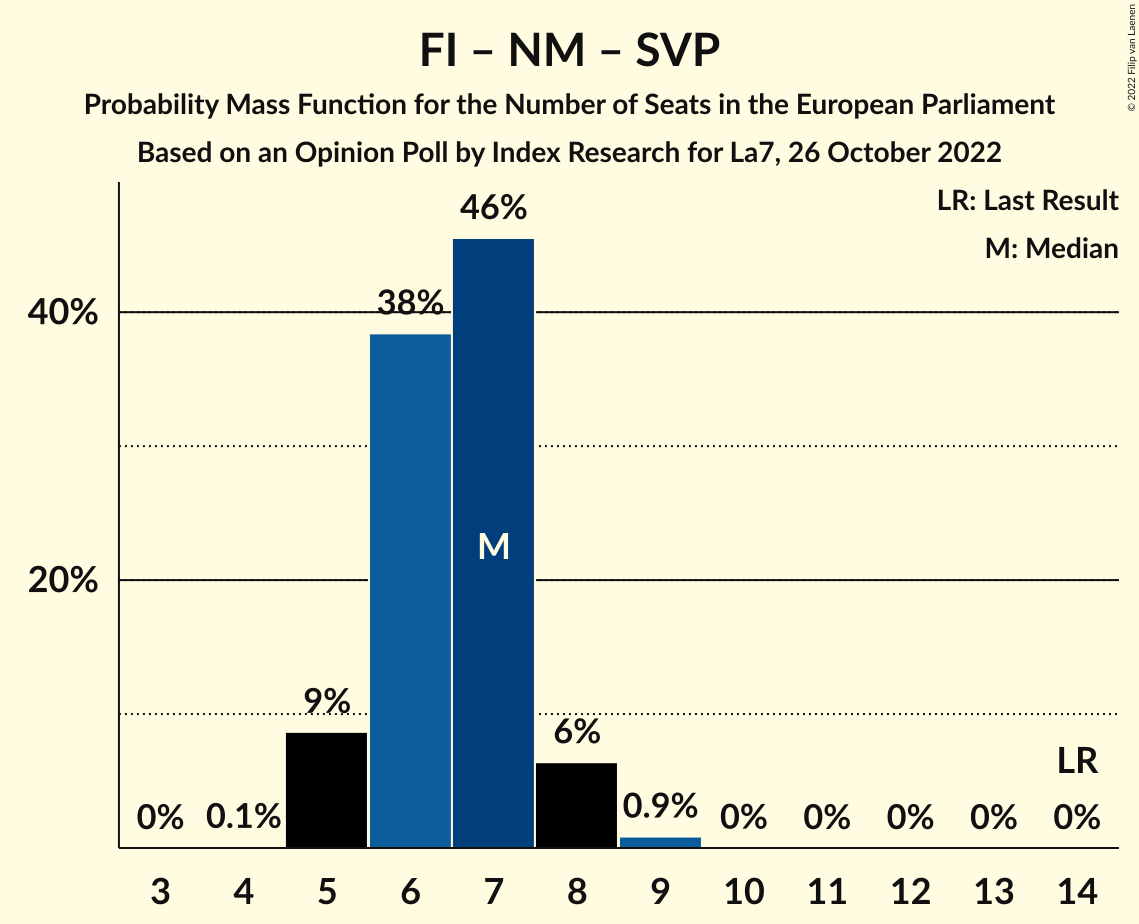 FI – NM – SVP
Probability Mass Function for the Number of Seats in the European Parliament
Based on an Opinion Poll by Index Research for La7, 26 October 2022
© 2022 Filip van Laenen
LR: Last Result
M: Median
40%
20%
0%
0.1%
9%
38%
46%
M
6%
0.9%
0%
0%
0%
0%
LR
0%
3 4 5 6 7 8 9 10 11 12 13 14